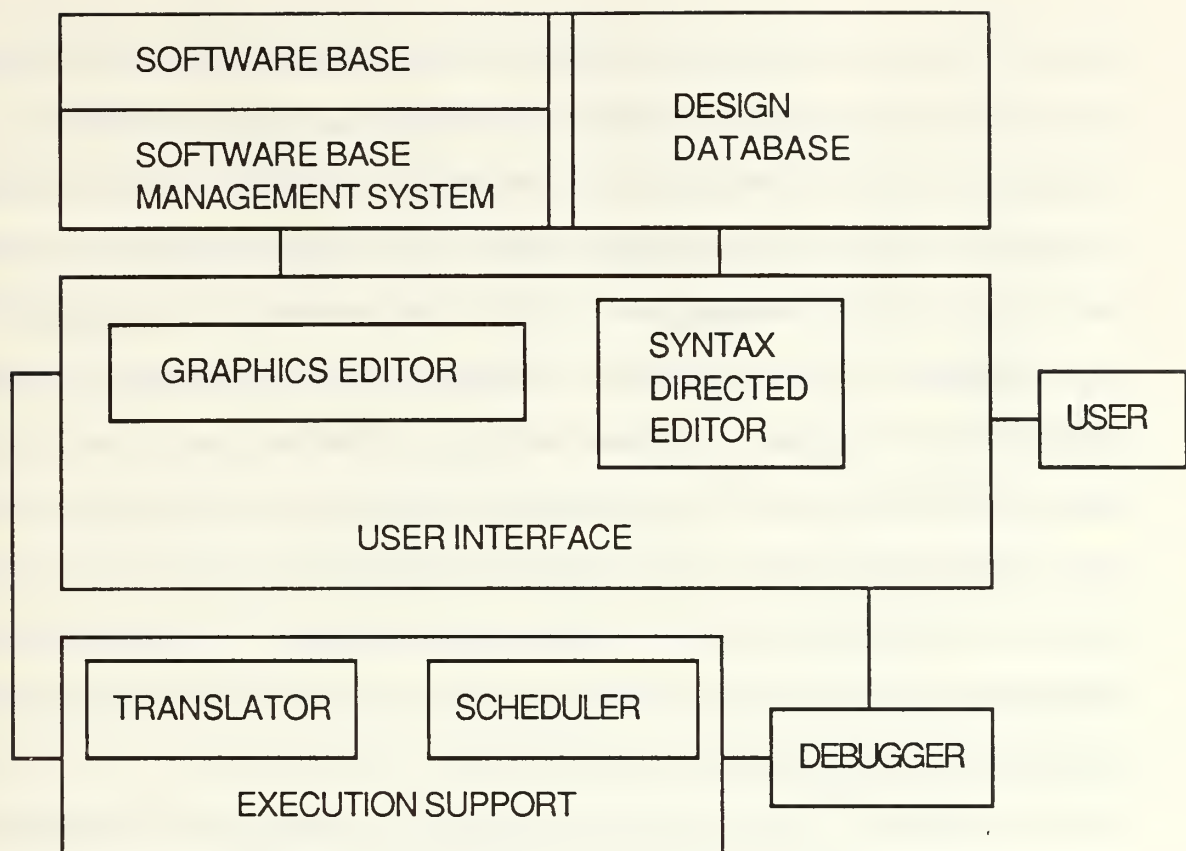 SOFTWARE BASE
SOFTWARE BASE
MANAGEMENT SYSTEM
DESIGN
DATABASE
GRAPHICS EDITOR
SYNTAX
DIRECTED
EDITOR
USER
USER INTERFACE
TRANSLATOR
SCHEDULER
DEBUGGER
EXECUTION SUPPORT